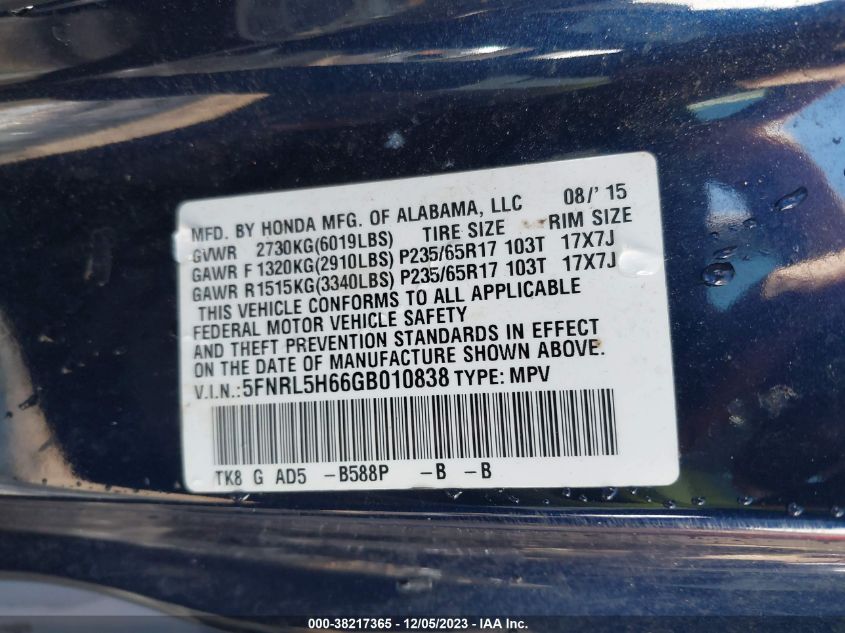 MFD. BY HONDA MFG. OF ALABAMA, LLC 08/' 15
GVWR 2730KG(6019LBS) TIRE SIZE RIM SIZE
GAWR F 1320KG(2910LBS) P235/65R17 103T 17X7J
GAWR R1515KG(3340LBS) P235/65R17 103T 17X7J
THIS VEHICLE CONFORMS TO ALL APPLICABLE
FEDERAL MOTOR VEHICLE SAFETY
AND THEFT PREVENTION STANDARDS IN EFFECT
ON THE DATE OF MANUFACTURE SHOWN ABOVE.
V.I.N.:5FNRL5H66GB010838 TYPE: MPV
TK8 G AD5 -B588P -B -B
000-38217365 - 12/05/2023 - IAA Inc.